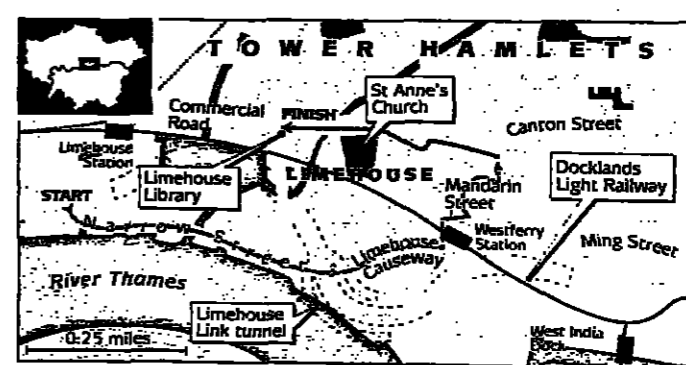 TOWER HAMLETS
St Anne's
Church
Commercial
Road
FINISH
Canton Street
Limehouse
Station
Limehouse
Library
LIMEHOUSE
Docklands
Light Railway
Mandarin
Street
START
Narrow Street
Westferry
Station
Ming Street
Limehouse
Causeway
River Thames
Limehouse
Link tunnel
0.25 miles
West India
Dock